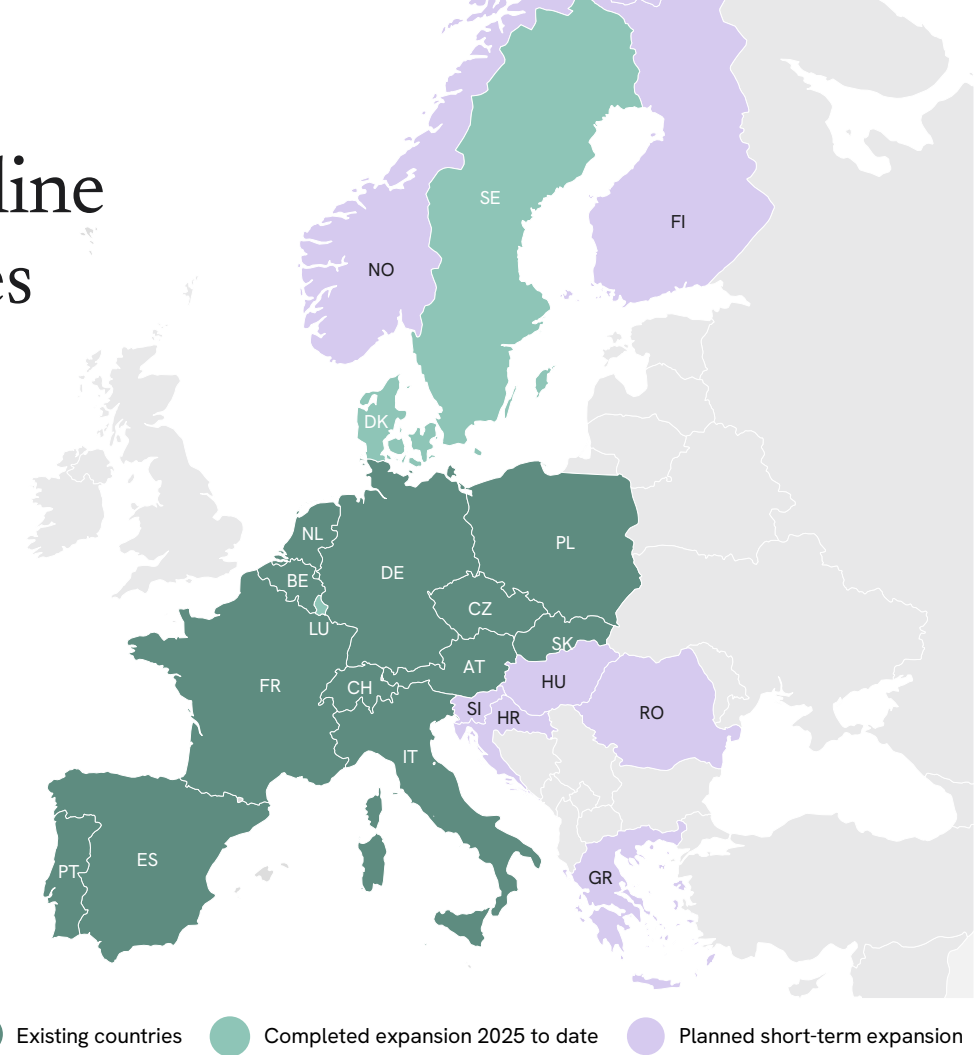 line
es
SE
FI
NO
DK
NL
PL
DE
BE
CZ
LU
SK
AT
FR
CH
HU
SI
HR
RO
IT
ES
PT
GR
Existing countries
Completed expansion 2025 to date
Planned short-term expansion